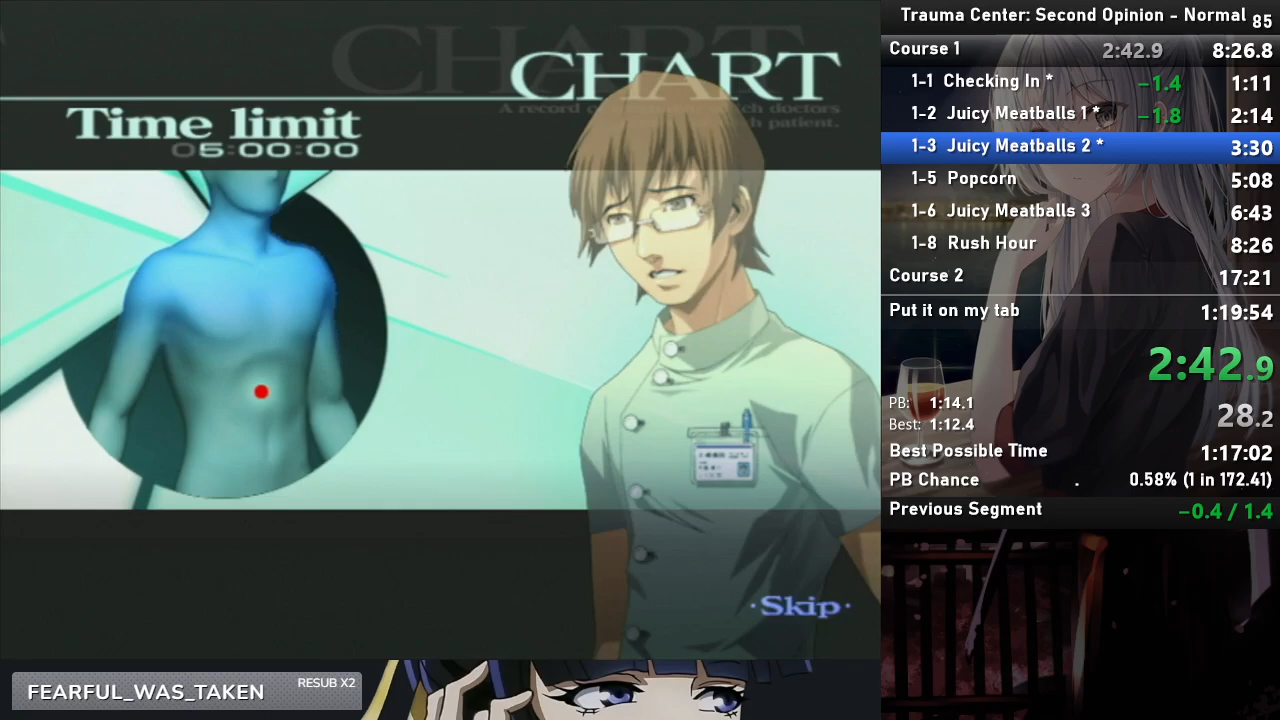 CHART
CHART
A record o
ch doctors
h patient.
Time limit
05:00:00
·Skip·
FEARFUL_WAS_TAKEN
RESUB X2
Trauma Center: Second Opinion - Normal 85
Course 1 2:42.9 8:26.8
1-1 Checking In * −1.4 1:11
1-2 Juicy Meatballs 1 * −1.8 2:14
1-3 Juicy Meatballs 2 * 3:30
1-5 Popcorn 5:08
1-6 Juicy Meatballs 3 6:43
1-8 Rush Hour 8:26
Course 2 17:21
Put it on my tab 1:19:54
2:42.9
PB: 1:14.1
Best: 1:12.4
28.2
Best Possible Time 1:17:02
PB Chance . 0.58% (1 in 172.41)
Previous Segment −0.4 / 1.4